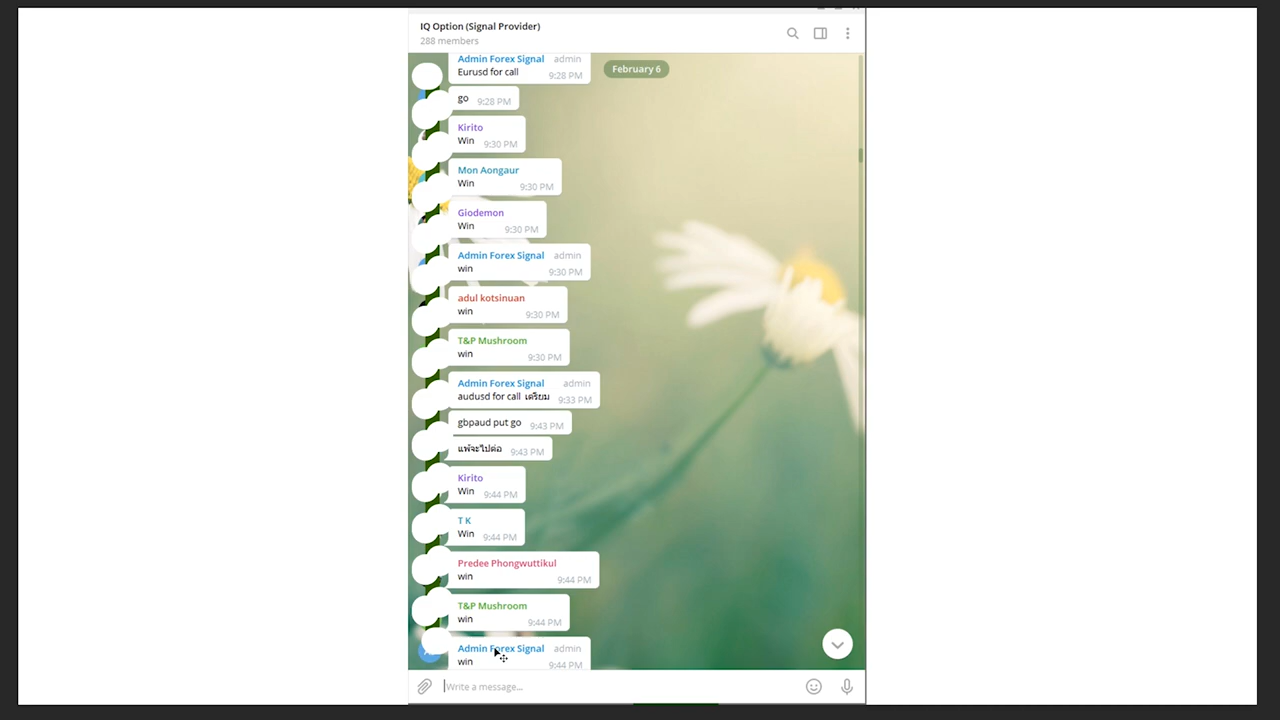 IQ Option (Signal Provider)
288 members
February 6
Admin Forex Signal admin
Eurusd for call 9:28 PM
go 9:28 PM
Kirito
Win 9:30 PM
Mon Aongaur
Win 9:30 PM
Giodemon
Win 9:30 PM
Admin Forex Signal admin
win 9:30 PM
adul kotsinuan
win 9:30 PM
T&P Mushroom
win 9:30 PM
Admin Forex Signal admin
audusd for call เตรียม 9:33 PM
gbpaud put go 9:43 PM
แพ้จะไปต่อ 9:43 PM
Kirito
Win 9:44 PM
T K
Win 9:44 PM
Predee Phongwuttikul
win 9:44 PM
T&P Mushroom
win 9:44 PM
Admin Forex Signal admin
win 9:44 PM
Write a message...